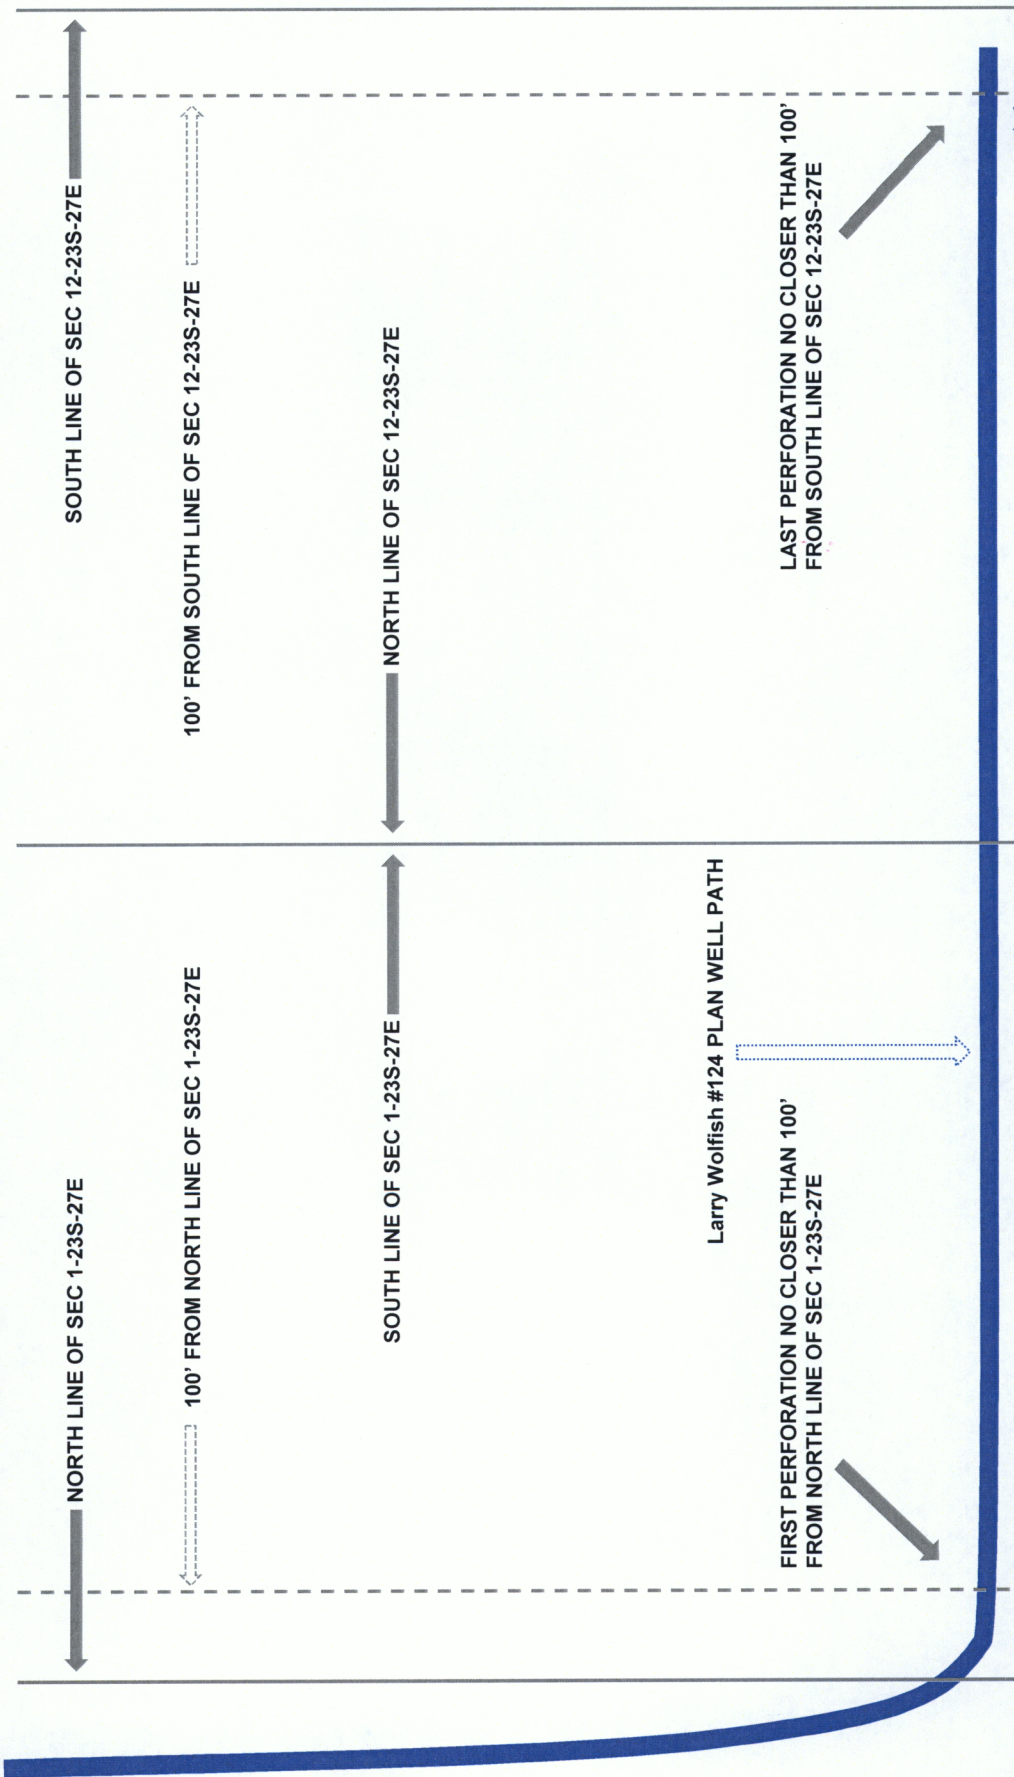 NORTH LINE OF SEC 1-23S-27E
SOUTH LINE OF SEC 12-23S-27E
100' FROM NORTH LINE OF SEC 1-23S-27E
100' FROM SOUTH LINE OF SEC 12-23S-27E
SOUTH LINE OF SEC 1-23S-27E
NORTH LINE OF SEC 12-23S-27E
Larry Wolfish #124 PLAN WELL PATH
FIRST PERFORATION NO CLOSER THAN 100'
FROM NORTH LINE OF SEC 1-23S-27E
LAST PERFORATION NO CLOSER THAN 100'
FROM SOUTH LINE OF SEC 12-23S-27E